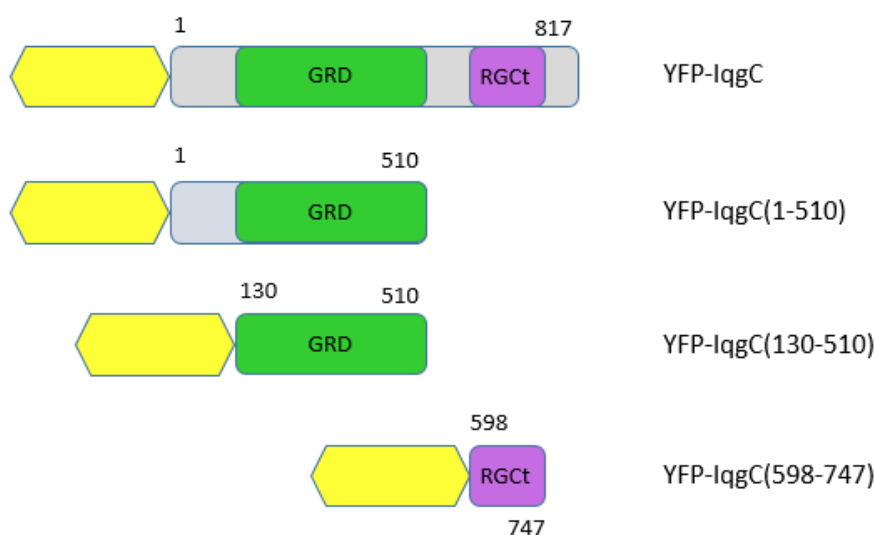 1 817
GRD RGCt YFP-IqgC
1 510
GRD YFP-IqgC(1-510)
130 510
GRD YFP-IqgC(130-510)
598
RGCt YFP-IqgC(598-747)
747